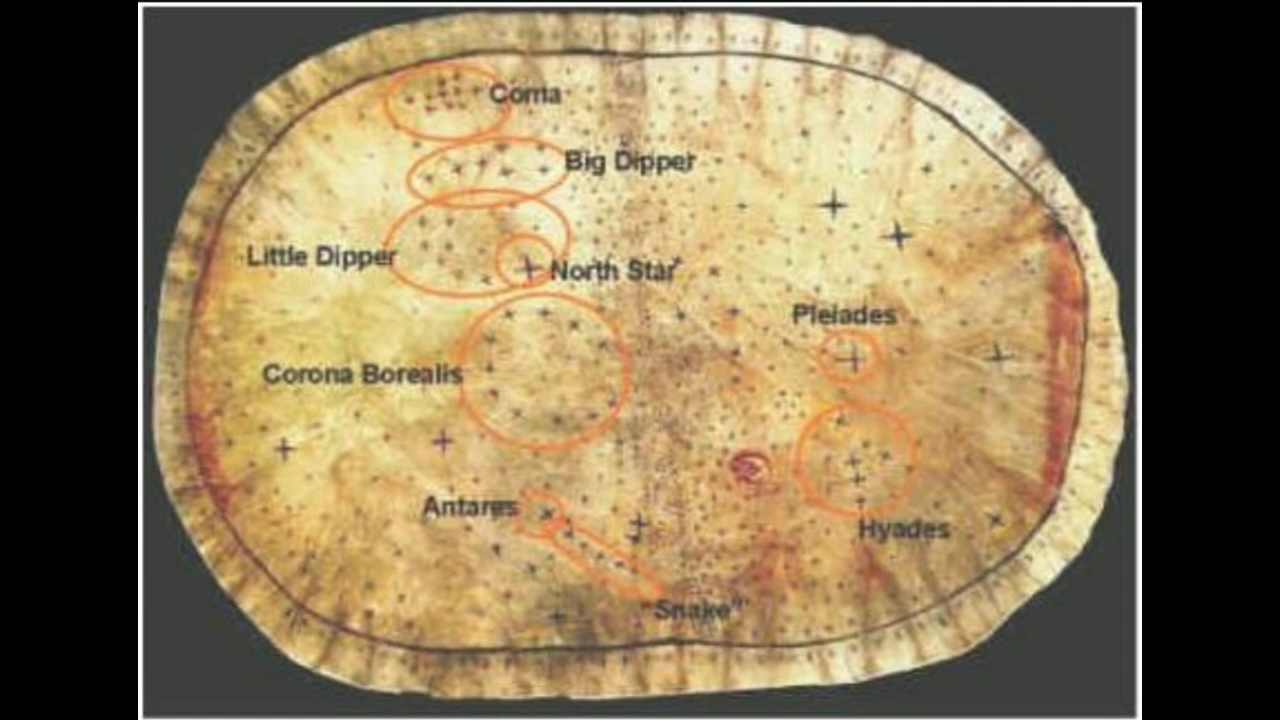 Coma
Big Dipper
Little Dipper
North Star
Pleiades
Corona Borealis
Antares
Hyades
"Snake"